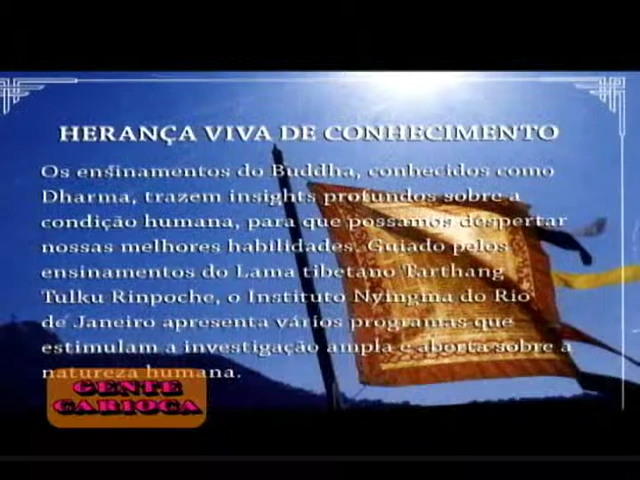 HERANÇA VIVA DE CONHECIMENTO
Os ensinamentos do Buddha, conhecidos como
Dharma, trazem insights profundos sobre a
condição humana, para que possamos despertar
nossas melhores habilidades. Guiado pelos
ensinamentos do Lama tibetano Tarthang
Tulku Rinpoche, o Instituto Nyingma do Rio
de Janeiro apresenta vários programas que
estimulam a investigação ampla e aborta sobre a
natureza humana.
GENTE
CARIOCA